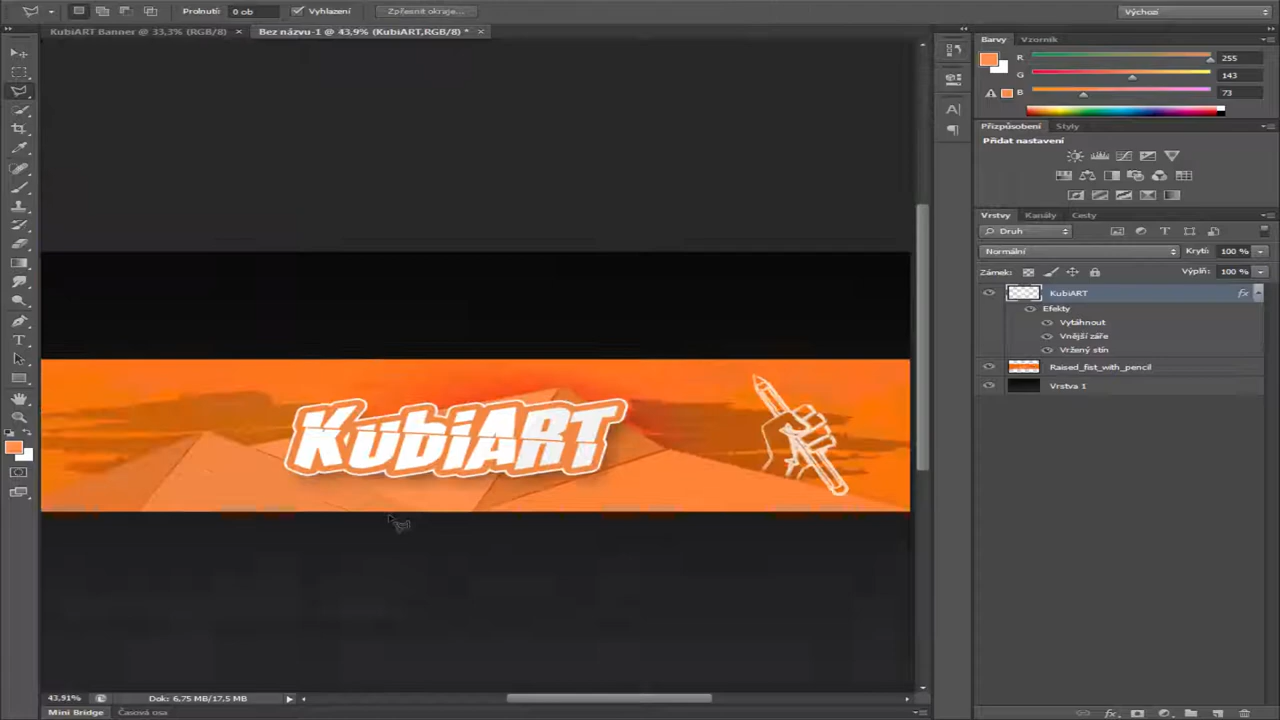 Prolnutí: 0 ob Vyhlazení Zpřesnit okraje... Výchozí
KubiART Banner @ 33,3% (RGB/8) × Bez názvu-1 @ 43,9% (KubiART,RGB/8) * ×
Barvy Vzorník
R 255
G 143
B 73
Přizpůsobení Styly
Přidat nastavení
Vrstvy Kanály Cesty
Druh
Normální Krytí: 100 %
Zámek: Výplň: 100 %
KubiART fx
Efekty
Vytáhnout
Vnější záře
Vržený stín
Raised_fist_with_pencil
Vrstva 1
KubiART
43,91% Dok: 6,75 MB/17,5 MB
Mini Bridge Časová osa